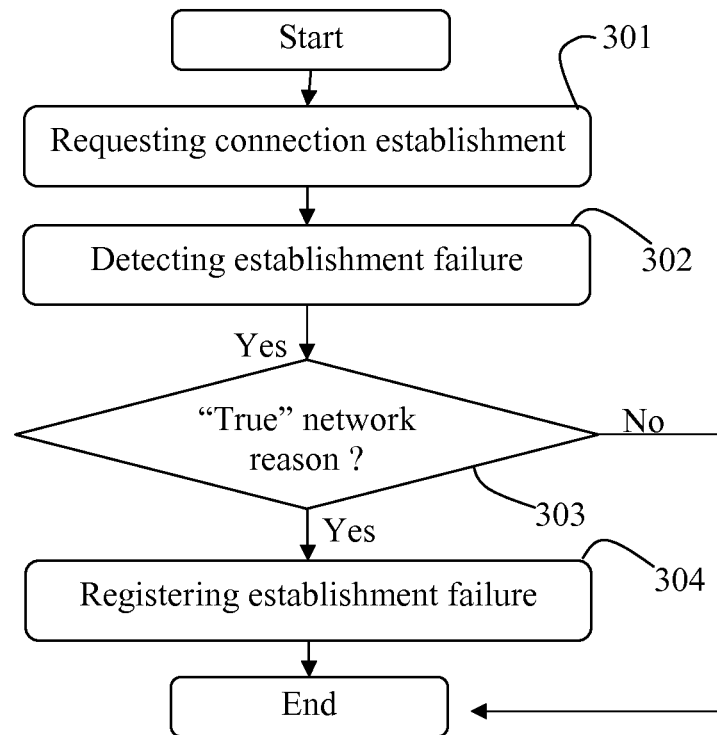 Start
301
Requesting connection establishment
Detecting establishment failure
302
Yes
“True” network
reason ?
No
303
Yes
Registering establishment failure
304
End